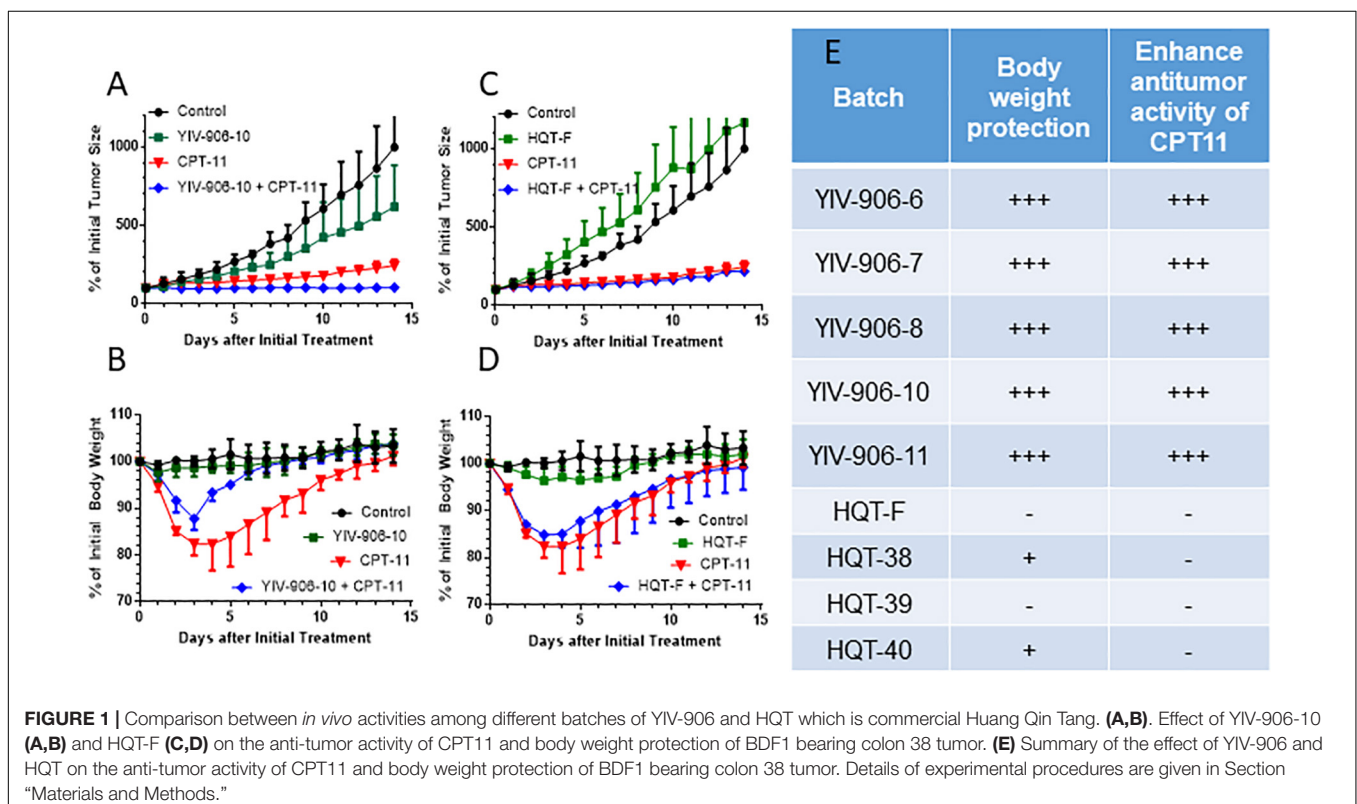 A
Control
YIV-906-10
CPT-11
YIV-906-10 + CPT-11
% of Initial Tumor Size
1000
500
0
0 5 10 15
Days after Initial Treatment
C
Control
HQT-F
CPT-11
HQT-F + CPT-11
% of Initial Tumor Size
1000
500
0
0 5 10 15
Days after Initial Treatment
B
% of Initial Body Weight
110
100
90
80
70
Control
YIV-906-10
CPT-11
YIV-906-10 + CPT-11
0 5 10 15
Days after Initial Treatment
D
% of Initial Body Weight
110
100
90
80
70
Control
HQT-F
CPT-11
HQT-F + CPT-11
0 5 10 15
Days after Initial Treatment
E
Batch
Body
weight
protection
Enhance
antitumor
activity of
CPT11
YIV-906-6 +++ +++
YIV-906-7 +++ +++
YIV-906-8 +++ +++
YIV-906-10 +++ +++
YIV-906-11 +++ +++
HQT-F - -
HQT-38 + -
HQT-39 - -
HQT-40 + -
FIGURE 1 | Comparison between in vivo activities among different batches of YIV-906 and HQT which is commercial Huang Qin Tang. (A,B). Effect of YIV-906-10
(A,B) and HQT-F (C,D) on the anti-tumor activity of CPT11 and body weight protection of BDF1 bearing colon 38 tumor. (E) Summary of the effect of YIV-906 and
HQT on the anti-tumor activity of CPT11 and body weight protection of BDF1 bearing colon 38 tumor. Details of experimental procedures are given in Section
“Materials and Methods.”